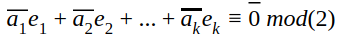 a̅₁e₁ + a̅₂e₂ + ... + a̅ₖeₖ ≡ 0̅ mod(2)